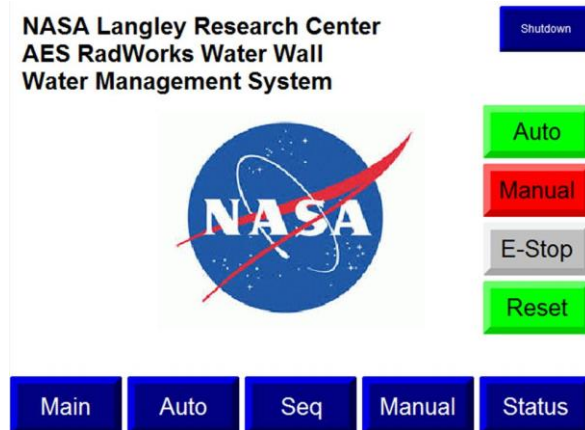 NASA Langley Research Center
AES RadWorks Water Wall
Water Management System
Shutdown
NASA
Auto
Manual
E-Stop
Reset
Main
Auto
Seq
Manual
Status